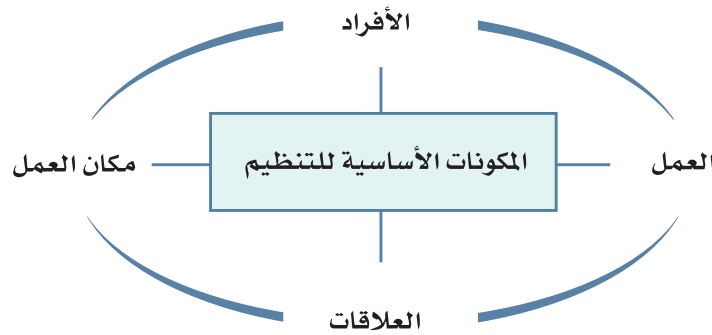 الأفراد
العمل
المكونات الأساسية للتنظيم
مكان العمل
العلاقات